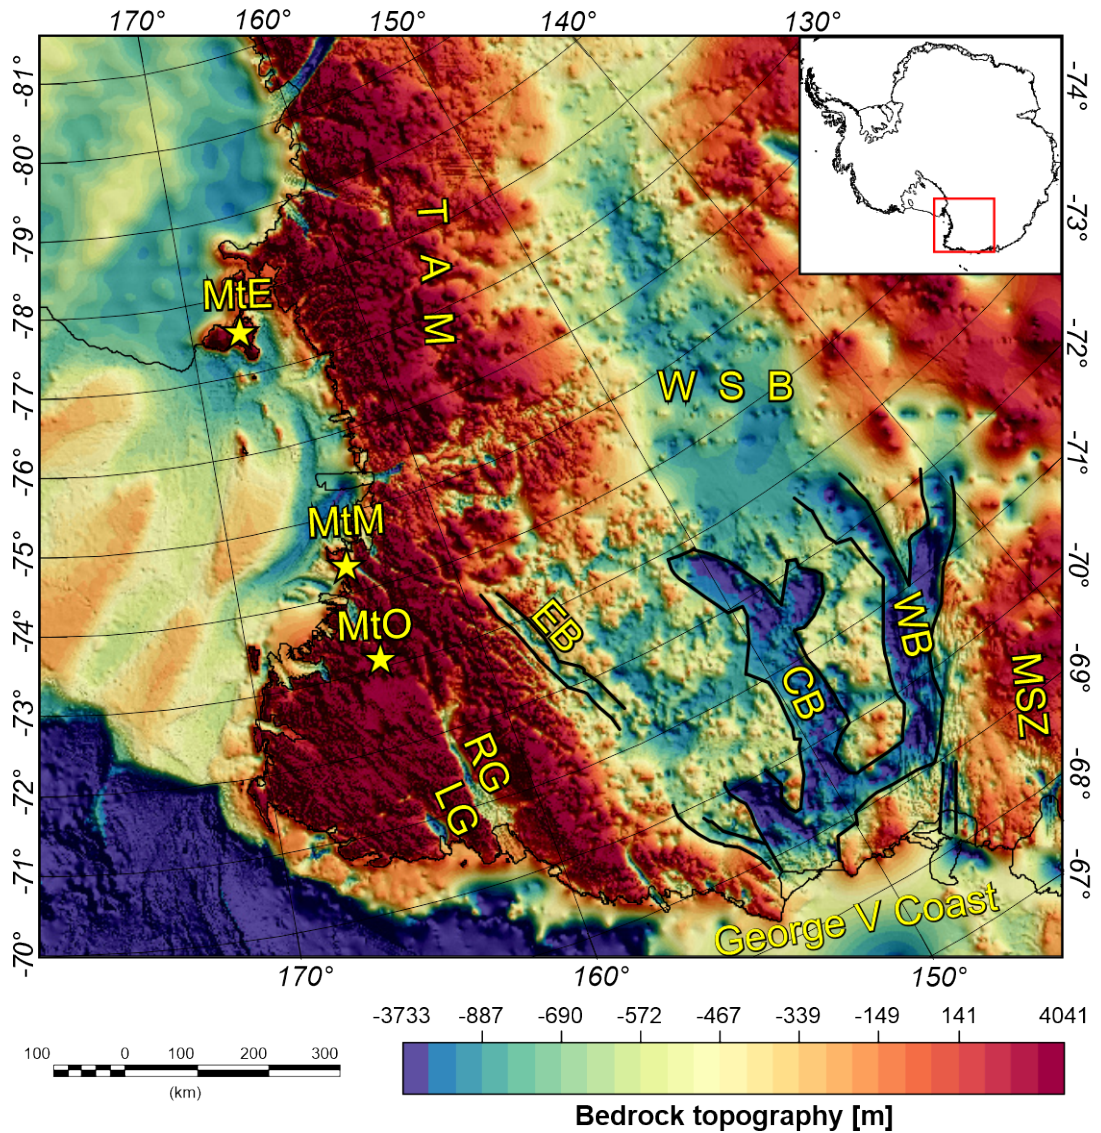 170° 160° 150° 140° 130°
-81°
-80°
-79°
-78°
-77°
-76°
-75°
-74°
-73°
-72°
-71°
-70°
-74°
-73°
-72°
-71°
-70°
-69°
-68°
-67°
T A M
MtE
W S B
MtM
MtO
EB
WB
CB
MSZ
RG
LG
George V Coast
170° 160° 150°
-3733 -887 -690 -572 -467 -339 -149 141 4041
100 0 100 200 300
(km)
Bedrock topography [m]